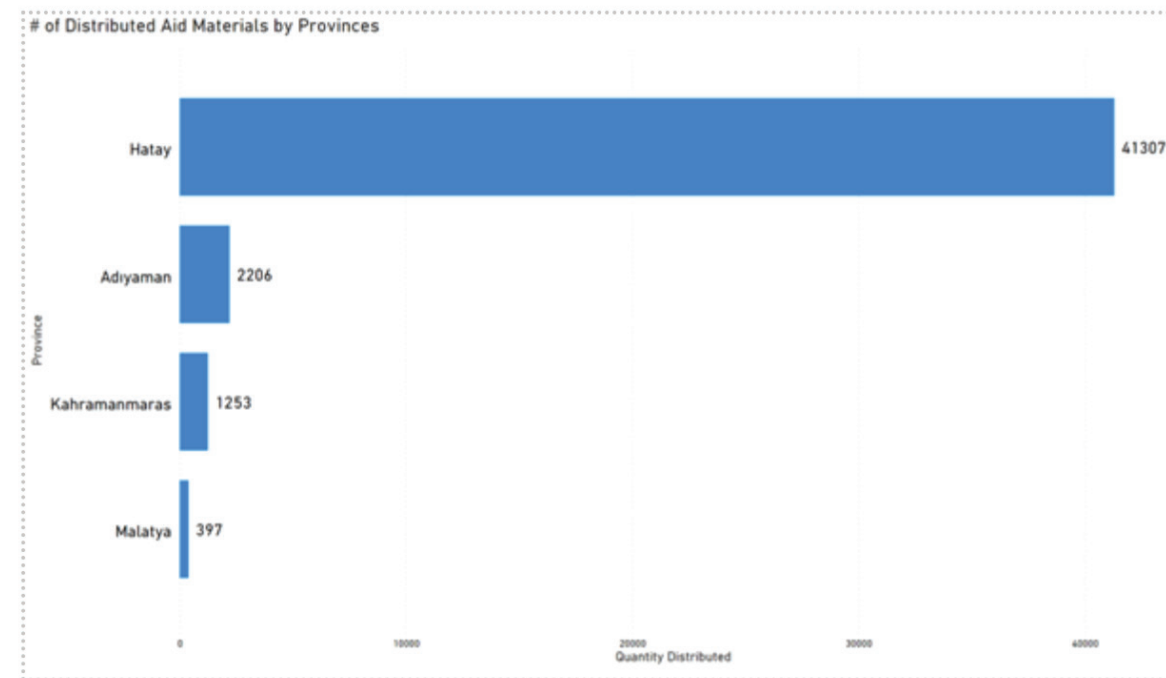 # of Distributed Aid Materials by Provinces
Hatay
41307
Adıyaman
2206
Kahramanmaras
1253
Malatya
397
Province
0
10000
20000
30000
40000
Quantity Distributed